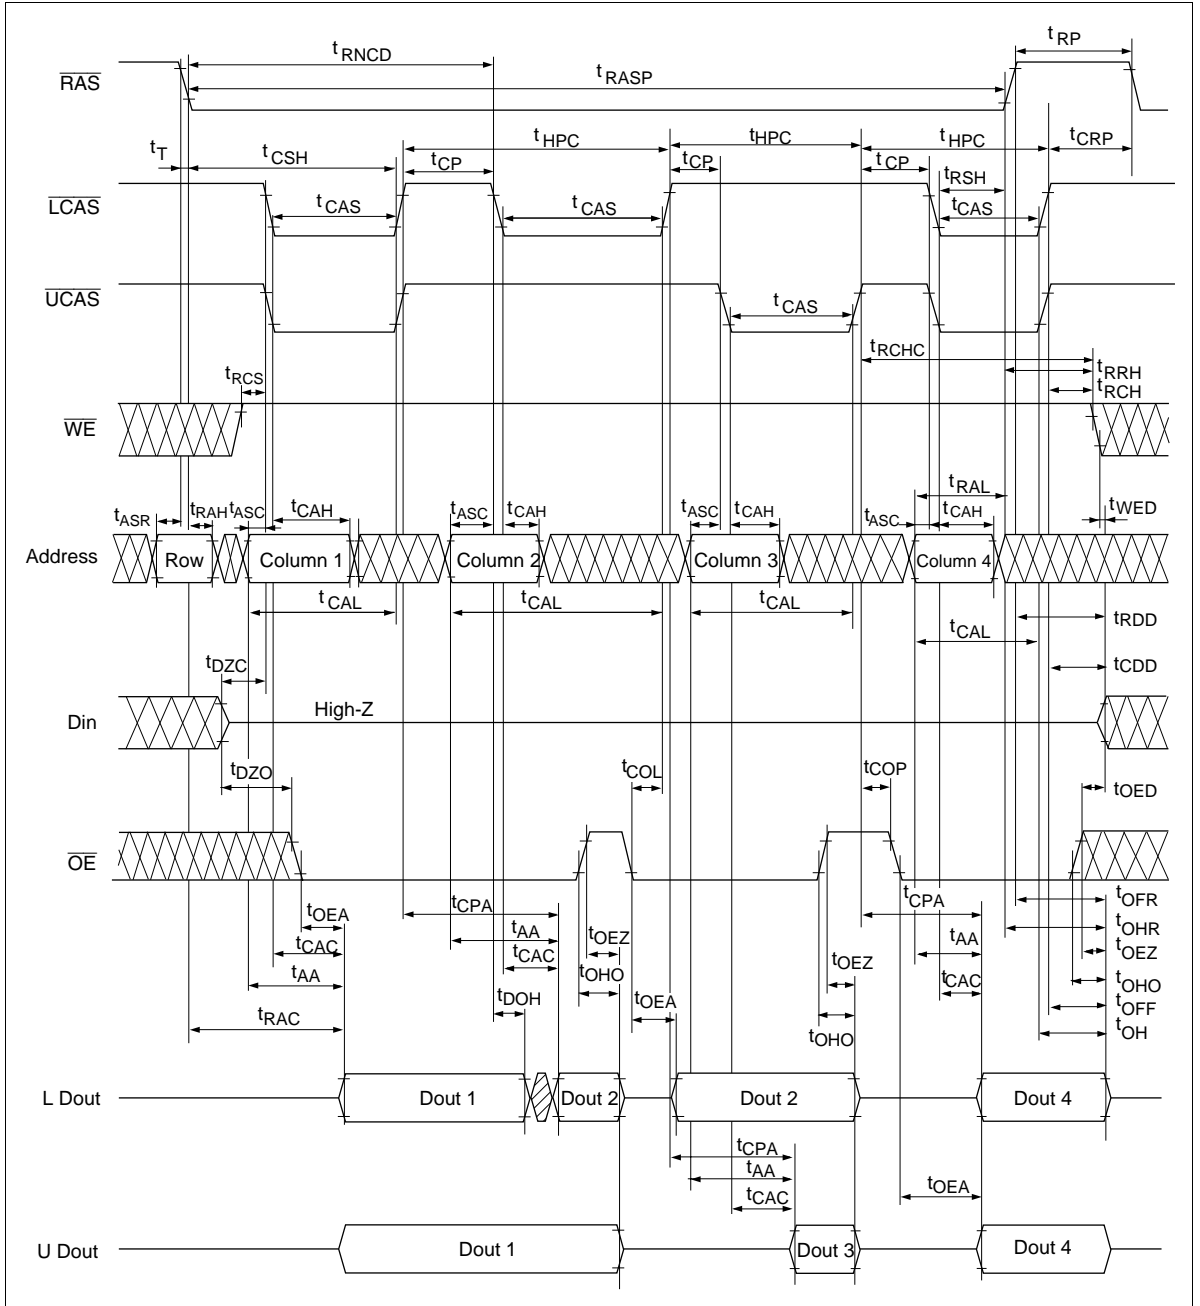 tRNCD
tRP
RAS
tRASP
tT
tCSH
tHPC
tHPC
tHPC
tCRP
tCP
tCP
tCP
tRSH
LCAS
tCAS
tCAS
tCAS
UCAS
tCAS
tRCHC
tRRH
tRCS
tRCH
WE
tRAL
tWED
tASR
tRAH
tASC
tCAH
tASC
tCAH
tASC
tCAH
tASC
tCAH
Address
Row
Column 1
Column 2
Column 3
Column 4
tCAL
tCAL
tCAL
tCAL
tRDD
tDZC
tCDD
Din
High-Z
tDZO
tCOL
tCOP
tOED
OE
tOEA
tCPA
tCPA
tOFR
tCAC
tAA
tOEZ
tAA
tOHR
tAA
tCAC
tOHO
tOEZ
tCAC
tOEZ
tRAC
tDOH
tOEA
tOHO
tOHO
tOFF
tOH
L Dout
Dout 1
Dout 2
Dout 2
Dout 4
tCPA
tAA
tCAC
tOEA
U Dout
Dout 1
Dout 3
Dout 4